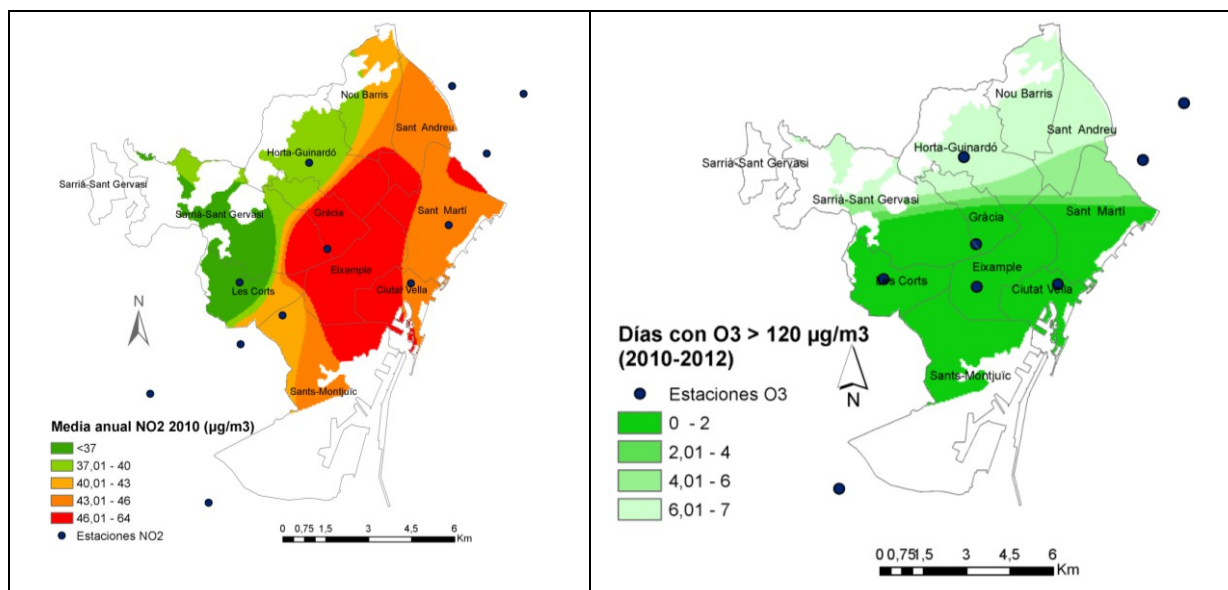 Nou Barris
Sant Andreu
Horta-Guinardó
Sarrià-Sant Gervasi
Sarrià-Sant Gervasi
Gràcia
Sant Martí
Eixample
Les Corts
Ciutat Vella
N
Sants-Montjuïc
Media anual NO2 2010 (µg/m3)
<37
37,01 - 40
40,01 - 43
43,01 - 46
46,01 - 64
Estaciones NO2
0 0,75 1,5 3 4,5 6
Km
Nou Barris
Sant Andreu
Horta-Guinardó
Sarrià-Sant Gervasi
Sarrià-Sant Gervasi
Gràcia
Sant Martí
Eixample
Les Corts
Ciutat Vella
Días con O3 > 120 µg/m3
(2010-2012)
N
Sants-Montjuïc
Estaciones O3
0 - 2
2,01 - 4
4,01 - 6
6,01 - 7
0 0,75 1,5 3 4,5 6
Km